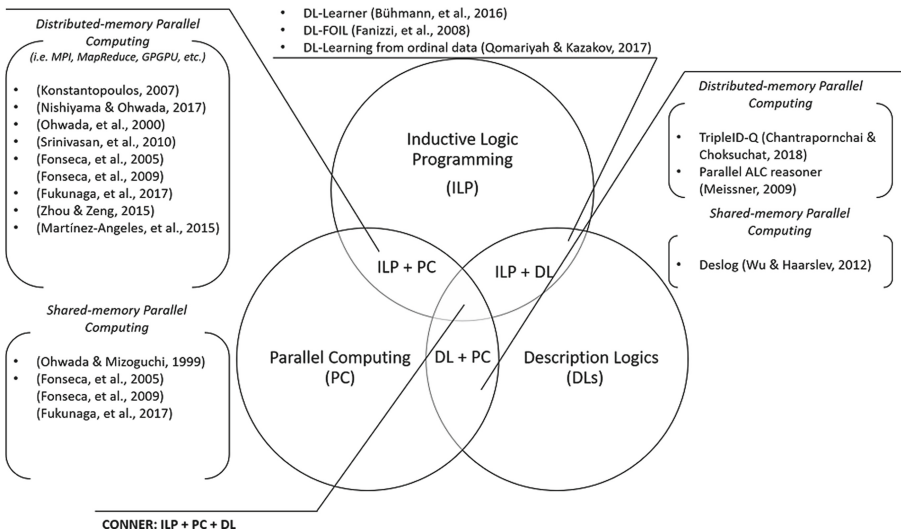 Distributed-memory Parallel
Computing
(i.e. MPI, MapReduce, GPGPU, etc.)
• (Konstantopoulos, 2007)
• (Nishiyama & Ohwada, 2017)
• (Ohwada, et al., 2000)
• (Srinivasan, et al., 2010)
• (Fonseca, et al., 2005)
(Fonseca, et al., 2009)
• (Fukunaga, et al., 2017)
• (Zhou & Zeng, 2015)
• (Martínez-Angeles, et al., 2015)
Shared-memory Parallel
Computing
• (Ohwada & Mizoguchi, 1999)
• (Fonseca, et al., 2005)
(Fonseca, et al., 2009)
(Fukunaga, et al., 2017)
• DL-Learner (Bühmann, et al., 2016)
• DL-FOIL (Fanizzi, et al., 2008)
• DL-Learning from ordinal data (Qomariyah & Kazakov, 2017)
Inductive Logic
Programming
(ILP)
ILP + PC
ILP + DL
Parallel Computing
(PC)
DL + PC
Description Logics
(DLs)
Distributed-memory Parallel
Computing
• TripleID-Q (Chantrapornchai &
Choksuchat, 2018)
• Parallel ALC reasoner
(Meissner, 2009)
Shared-memory Parallel
Computing
• Deslog (Wu & Haarslev, 2012)
CONNER: ILP + PC + DL